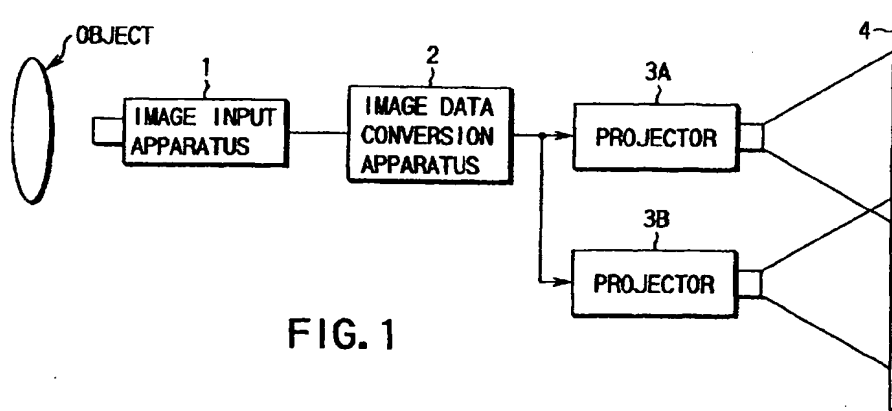 OBJECT
1
IMAGE INPUT
APPARATUS
2
IMAGE DATA
CONVERSION
APPARATUS
3A
PROJECTOR
3B
PROJECTOR
4
FIG. 1